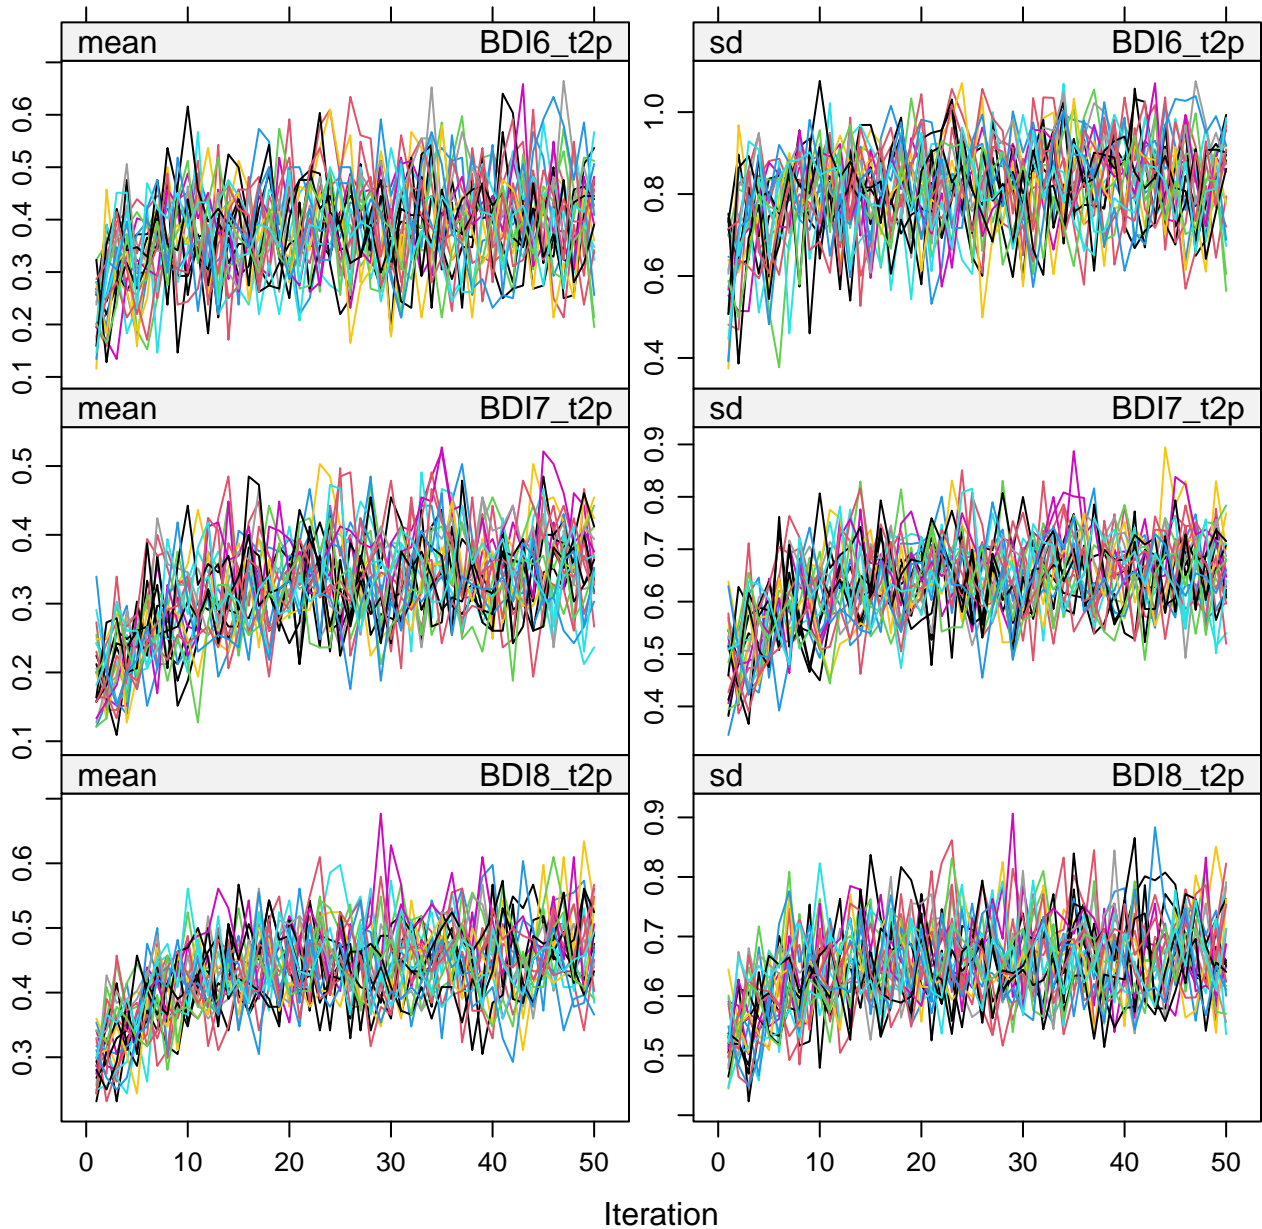 mean BDI6_t2p sd BDI6_t2p
0.1 0.2 0.3 0.4 0.5 0.6
0.4 0.6 0.8 1.0
mean BDI7_t2p sd BDI7_t2p
0.1 0.2 0.3 0.4 0.5
0.4 0.5 0.6 0.7 0.8 0.9
mean BDI8_t2p sd BDI8_t2p
0.3 0.4 0.5 0.6
0.5 0.6 0.7 0.8 0.9
0 10 20 30 40 50 0 10 20 30 40 50
Iteration